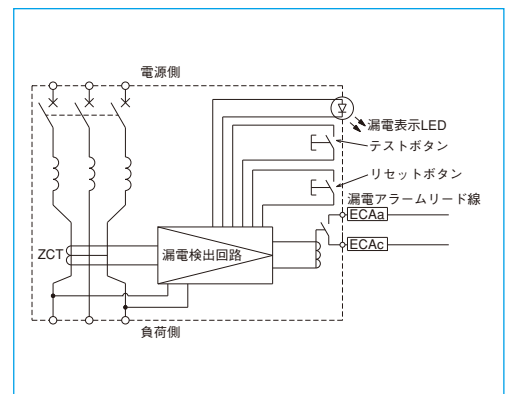 電源側
漏電表示LED
テストボタン
リセットボタン
漏電アラームリード線
ECAa
ZCT
漏電検出回路
ECAc
負荷側